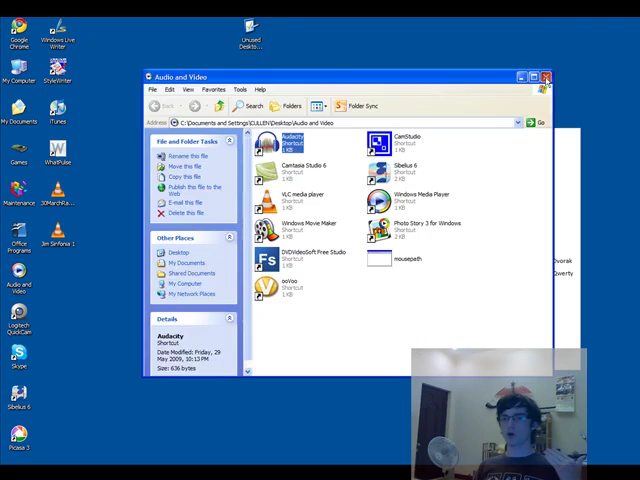 Google
Chrome
Windows Live
Writer
Unused
Deskto...
My Computer
StyleWriter
My Documents
iTunes
Games
WhatPulse
Maintenance
30MarchRa...
Office
Programs
Jim Sinfonia 1
Audio and
Video
Logitech
QuickCam
Skype
Sibelius 6
Picasa 3
Audio and Video
File Edit View Favorites Tools Help
Back Search Folders Folder Sync
Address C:\Documents and Settings\CULLEN\Desktop\Audio and Video Go
File and Folder Tasks
Rename this file
Move this file
Copy this file
Publish this file to the
Web
E-mail this file
Delete this file
Other Places
Desktop
My Documents
Shared Documents
My Computer
My Network Places
Details
Audacity
Shortcut
Date Modified: Friday, 29
May 2009, 10:13 PM
Size: 636 bytes
Audacity
Shortcut
1 KB
CamStudio
Shortcut
1 KB
Camtasia Studio 6
Shortcut
1 KB
Sibelius 6
Shortcut
2 KB
VLC media player
Shortcut
1 KB
Windows Media Player
Shortcut
1 KB
Windows Movie Maker
Shortcut
1 KB
Photo Story 3 for Windows
Shortcut
2 KB
Fs
DVDVideoSoft Free Studio
Shortcut
1 KB
mousepath
ooVoo
Shortcut
1 KB
Dvorak
Qwerty